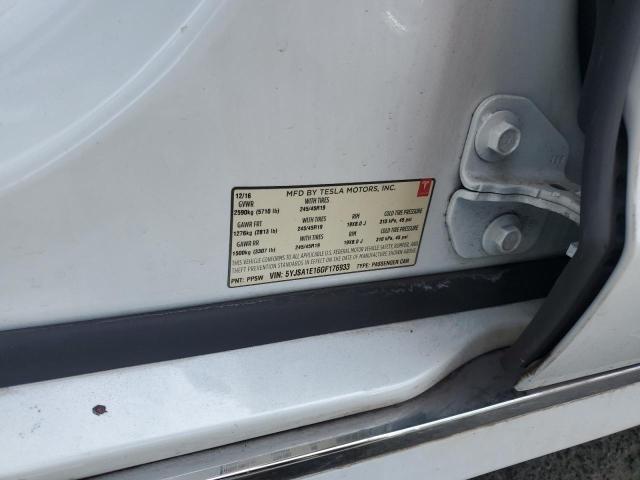 12/16 MFD BY TESLA MOTORS, INC.
GVWR WITH TIRES
2590kg (5710 lb) 245/45R19 RIM COLD TIRE PRESSURE
GAWR FRT WITH TIRES 19X8.0 J 310 kPa, 45 psi
1276kg (2813 lb) 245/45R19 RIM COLD TIRE PRESSURE
GAWR RR 245/45R19 19X8.0 J 310 kPa, 45 psi
1500kg (3307 lb)
THIS VEHICLE CONFORMS TO ALL APPLICABLE U.S. FEDERAL MOTOR VEHICLE SAFETY, BUMPER, AND
THEFT PREVENTION STANDARDS IN EFFECT ON THE DATE OF MANUFACTURE SHOWN ABOVE.
PNT: PPSW VIN: 5YJSA1E16GF176933 TYPE: PASSENGER CAR